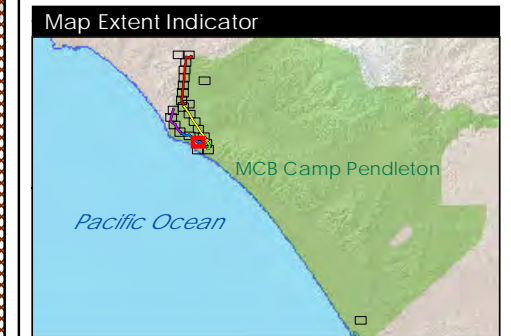 Map Extent Indicator
MCB Camp Pendleton
Pacific Ocean